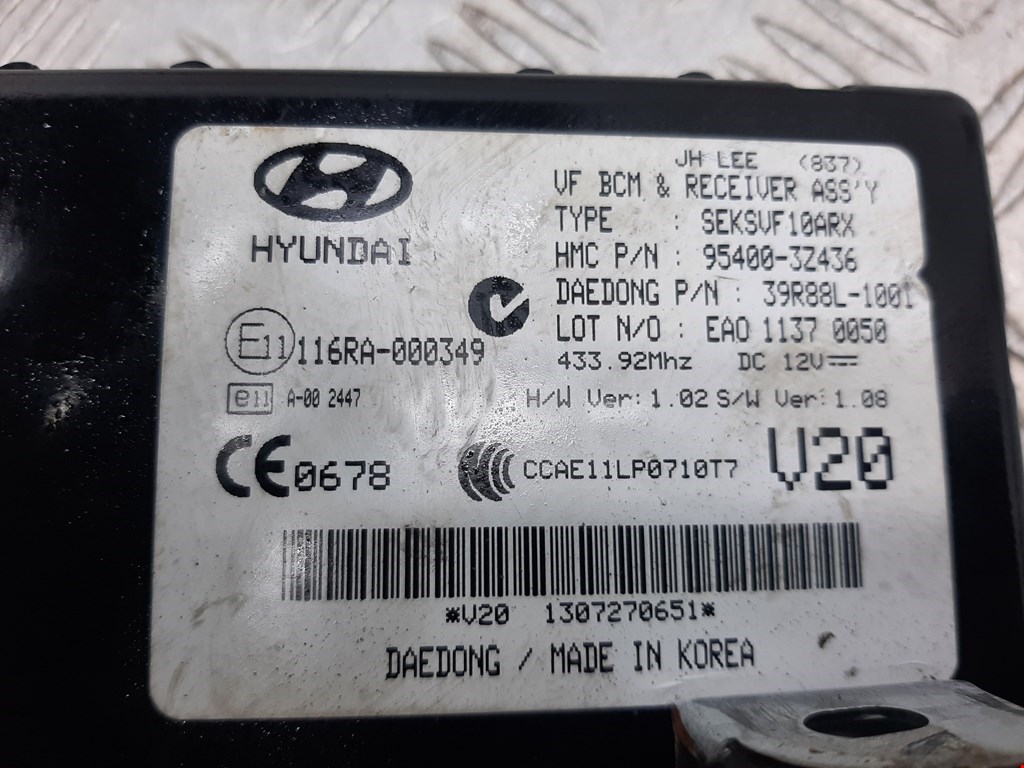 JH LEE (837)
VF BCM & RECEIVER ASS'Y
TYPE : SEKSVF10ARX
HMC P/N : 95400-3Z436
DAEDONG P/N : 39R88L-1001
LOT N/O : EAO 1137 0050
433.92Mhz DC 12V
H/W Ver: 1.02 S/W Ver: 1.08
HYUNDAI
E11 116RA-000349
e11 A-00 2447
CE0678
CCC CCAE11LP0710T7
V20
*V20 1307270651*
DAEDONG / MADE IN KOREA